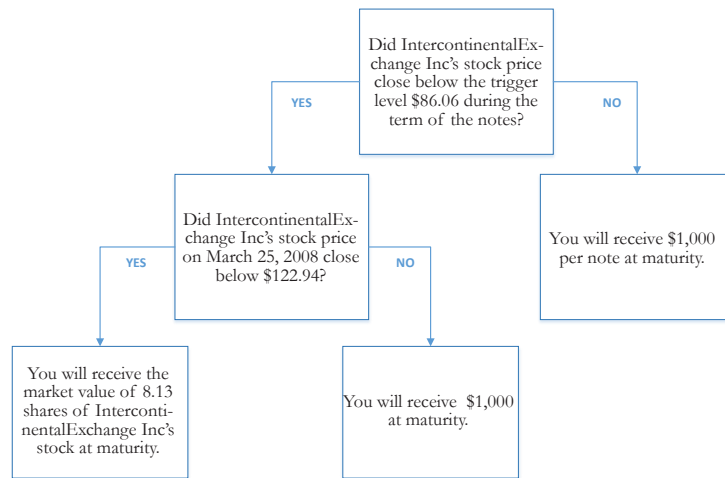 Did IntercontinentalEx-
change Inc's stock price
close below the trigger
level $86.06 during the
term of the notes?
YES
NO
Did IntercontinentalEx-
change Inc's stock price
on March 25, 2008 close
below $122.94?
You will receive $1,000
per note at maturity.
YES
NO
You will receive the
market value of 8.13
shares of Intercontin-
nentalExchange Inc's
stock at maturity.
You will receive $1,000
at maturity.